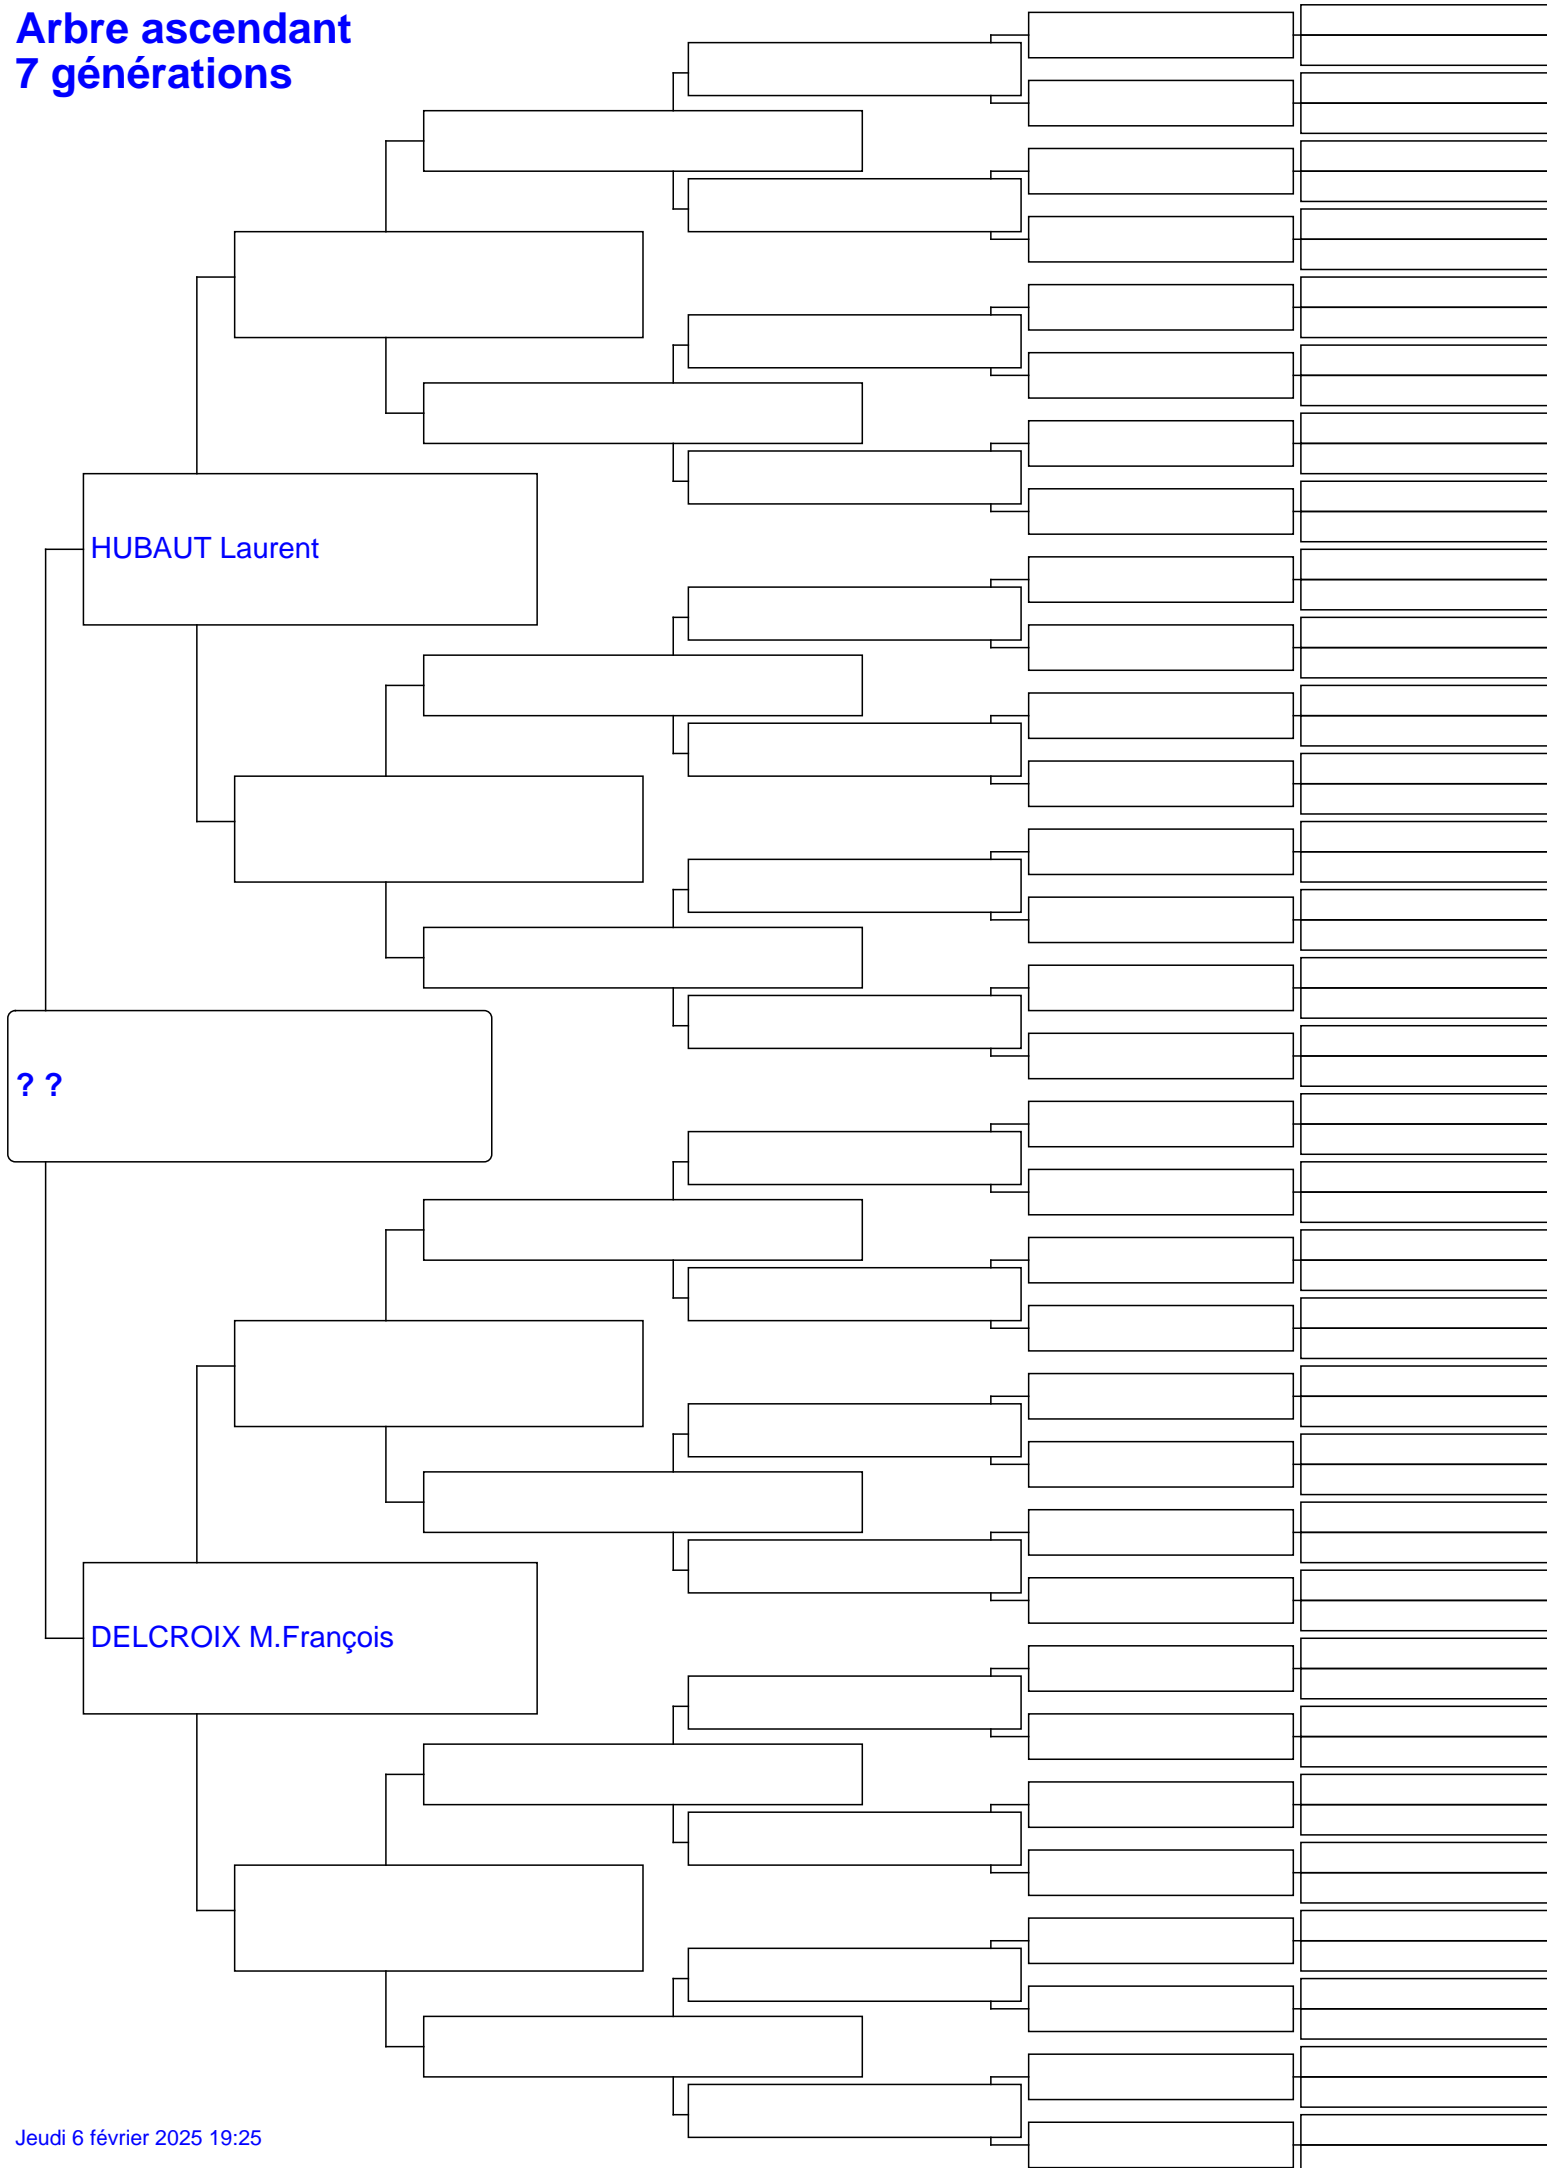 Arbre ascendant
7 générations
HUBAUT Laurent
? ?
DELCROIX M.François
Jeudi 6 février 2025 19:25